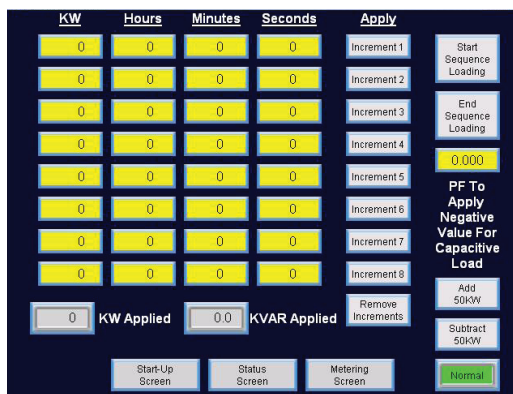 KW Hours Minutes Seconds Apply
0 0 0 0 Increment 1
0 0 0 0 Increment 2
0 0 0 0 Increment 3
0 0 0 0 Increment 4
0 0 0 0 Increment 5
0 0 0 0 Increment 6
0 0 0 0 Increment 7
0 0 0 0 Increment 8
0 KW Applied 0.0 KVAR Applied
Remove
Increments
Start-Up
Screen
Status
Screen
Metering
Screen
Start
Sequence
Loading
End
Sequence
Loading
0.000
PF To
Apply
Negative
Value For
Capacitive
Load
Add
50KW
Subtract
50KW
Normal